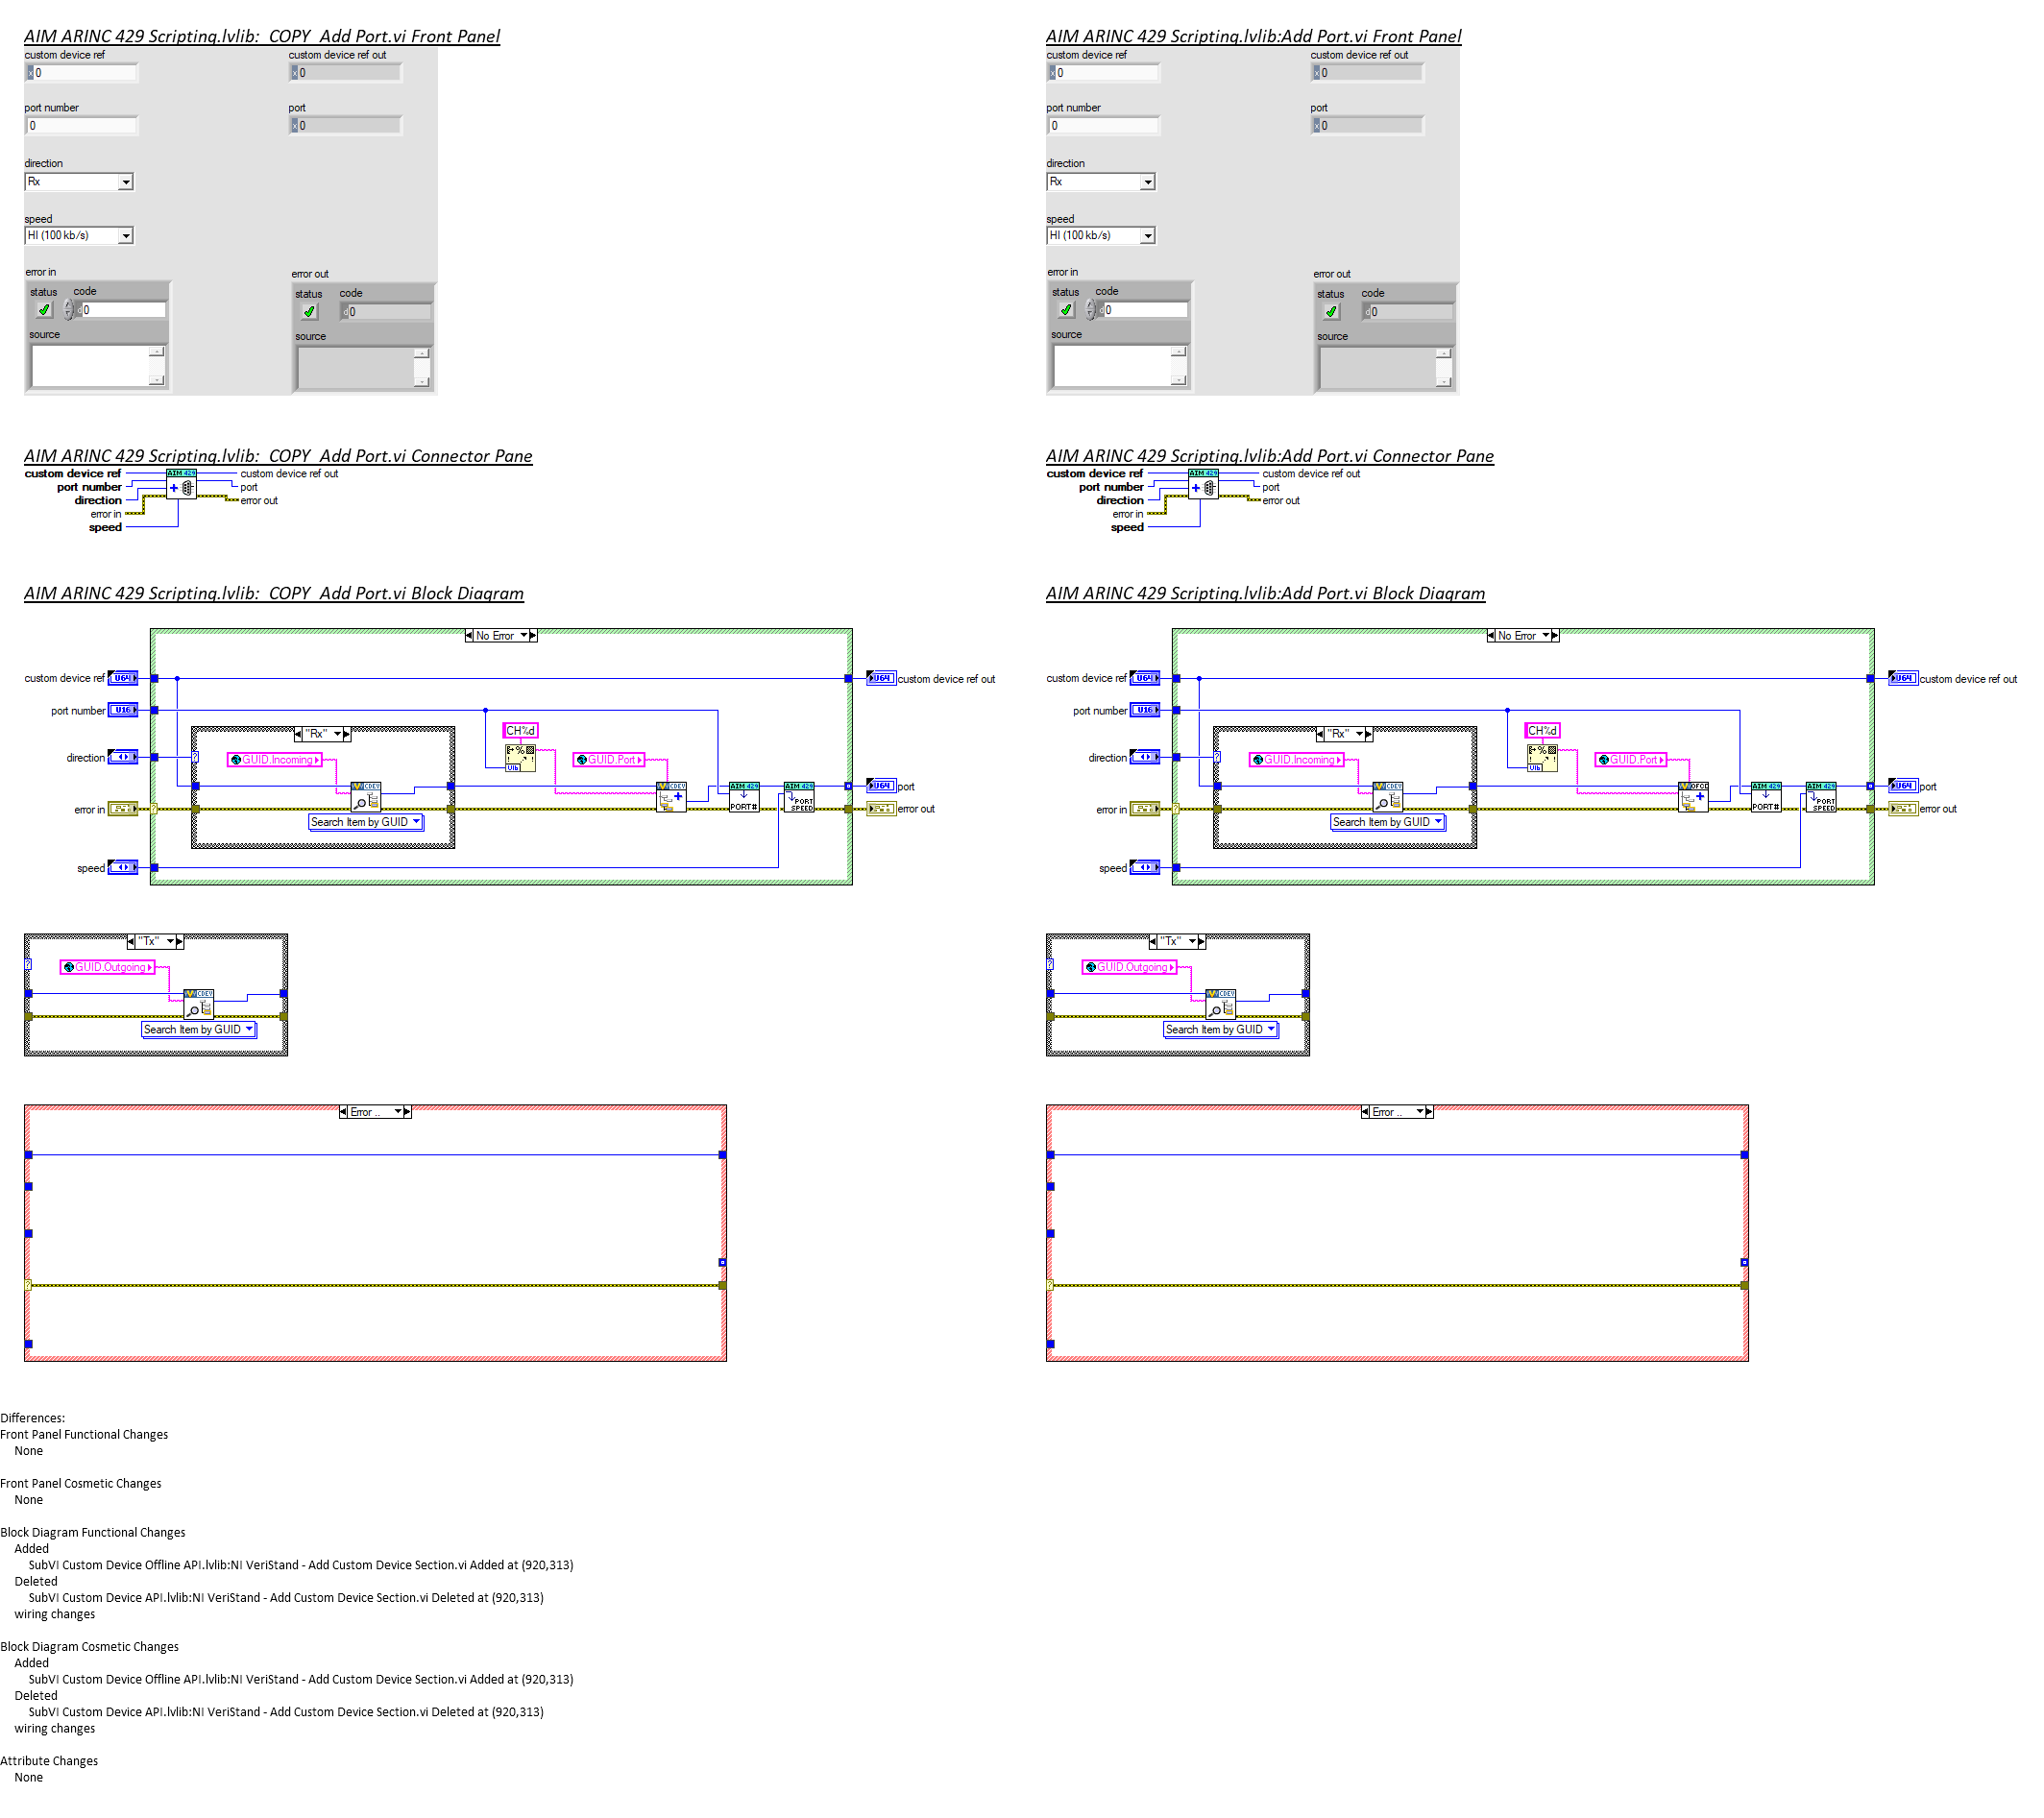 AIM ARINC 429 Scripting.lvlib:_COPY_Add Port.vi Front Panel
custom device ref
custom device ref out
x 0
x 0
port number
port
0
x 0
direction
Rx
speed
HI (100 kb/s)
error in
error out
status
code
status
code
d 0
d 0
source
source
AIM ARINC 429 Scripting.lvlib:Add Port.vi Front Panel
custom device ref
custom device ref out
x 0
x 0
port number
port
0
x 0
direction
Rx
speed
HI (100 kb/s)
error in
error out
status
code
status
code
d 0
d 0
source
source
AIM ARINC 429 Scripting.lvlib:_COPY_Add Port.vi Connector Pane
custom device ref
AIM 429
custom device ref out
port number
port
direction
error out
error in
speed
AIM ARINC 429 Scripting.lvlib:Add Port.vi Connector Pane
custom device ref
AIM 429
custom device ref out
port number
port
direction
error out
error in
speed
AIM ARINC 429 Scripting.lvlib:_COPY_Add Port.vi Block Diagram
No Error
custom device ref
U64
U64
custom device ref out
port number
U16
"Rx"
CH%d
direction
GUID.Incoming
GUID.Port
CDEV
CDEV
AIM 429
AIM 429
U64
port
PORT#
PORT SPEED
error in
error out
Search Item by GUID
speed
AIM ARINC 429 Scripting.lvlib:Add Port.vi Block Diagram
No Error
custom device ref
U64
U64
custom device ref out
port number
U16
"Rx"
CH%d
direction
GUID.Incoming
GUID.Port
CDEV
OFCD
AIM 429
AIM 429
U64
port
PORT#
PORT SPEED
error in
error out
Search Item by GUID
speed
"Tx"
GUID.Outgoing
CDEV
Search Item by GUID
"Tx"
GUID.Outgoing
CDEV
Search Item by GUID
Error ..
Error ..
Differences:
Front Panel Functional Changes
None
Front Panel Cosmetic Changes
None
Block Diagram Functional Changes
Added
SubVI Custom Device Offline API.lvlib:NI VeriStand - Add Custom Device Section.vi Added at (920,313)
Deleted
SubVI Custom Device API.lvlib:NI VeriStand - Add Custom Device Section.vi Deleted at (920,313)
wiring changes
Block Diagram Cosmetic Changes
Added
SubVI Custom Device Offline API.lvlib:NI VeriStand - Add Custom Device Section.vi Added at (920,313)
Deleted
SubVI Custom Device API.lvlib:NI VeriStand - Add Custom Device Section.vi Deleted at (920,313)
wiring changes
Attribute Changes
None